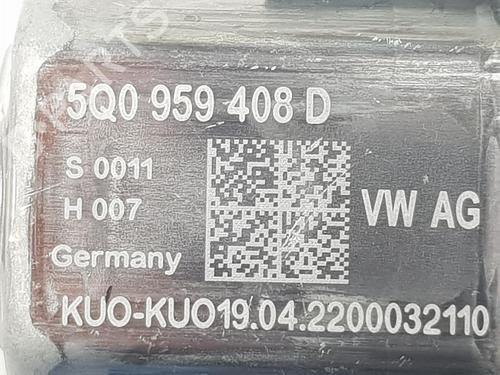 5Q0 959 408 D
S 0011
H 007
VW AG
Germany
KUO-KUO19.04.2200032110